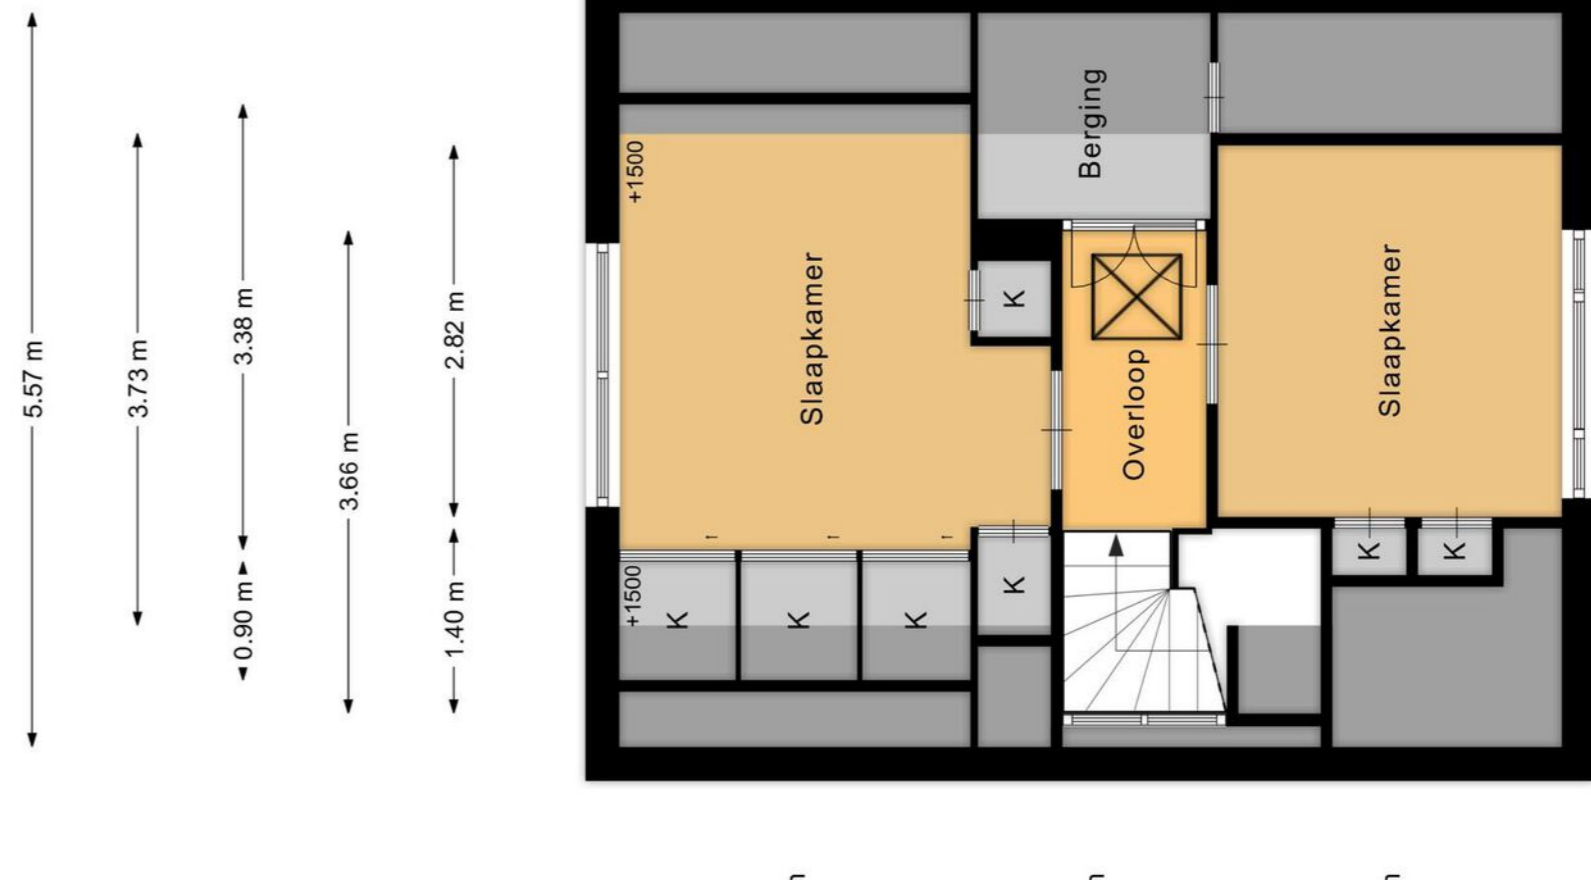 5.57 m
3.73 m
3.38 m
0.90 m
3.66 m
2.82 m
1.40 m
+1500
Slaapkamer
+1500
K
K
K
K
K
Berging
Overloop
Slaapkamer
K
K